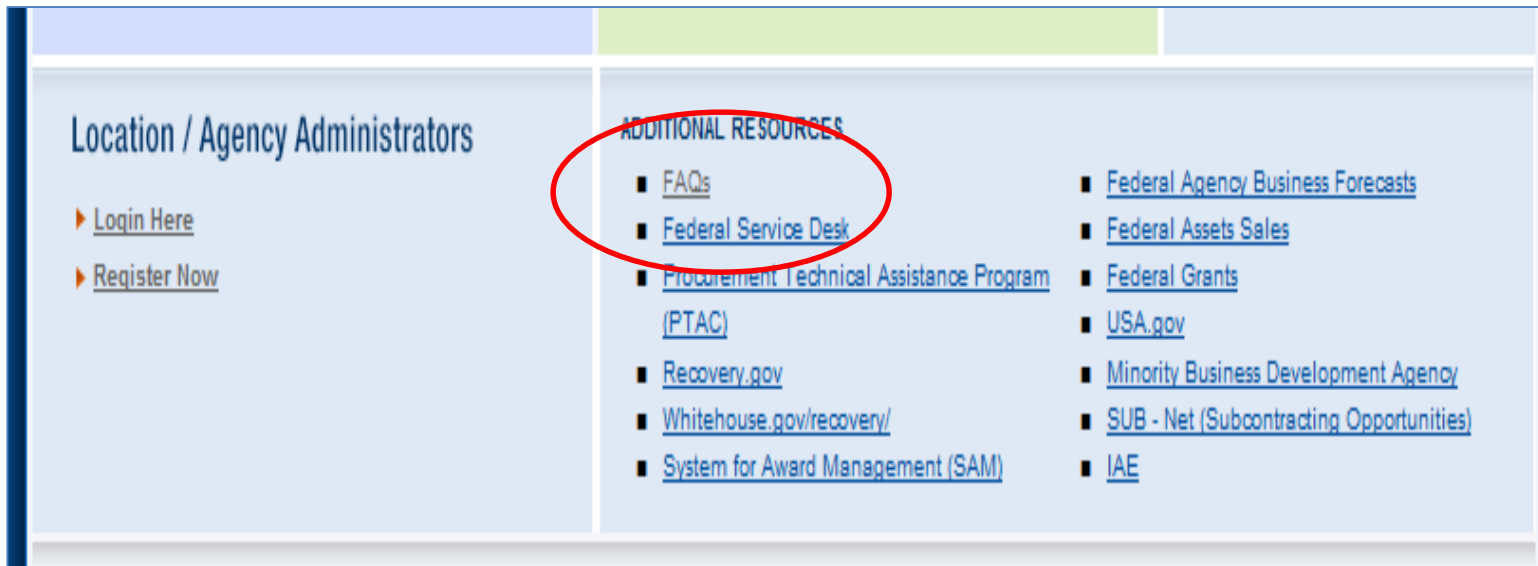 Location / Agency Administrators
Login Here
Register Now
ADDITIONAL RESOURCES
FAQs
Federal Service Desk
Procurement Technical Assistance Program
(PTAC)
Recovery.gov
Whitehouse.gov/recovery/
System for Award Management (SAM)
Federal Agency Business Forecasts
Federal Assets Sales
Federal Grants
USA.gov
Minority Business Development Agency
SUB - Net (Subcontracting Opportunities)
IAE